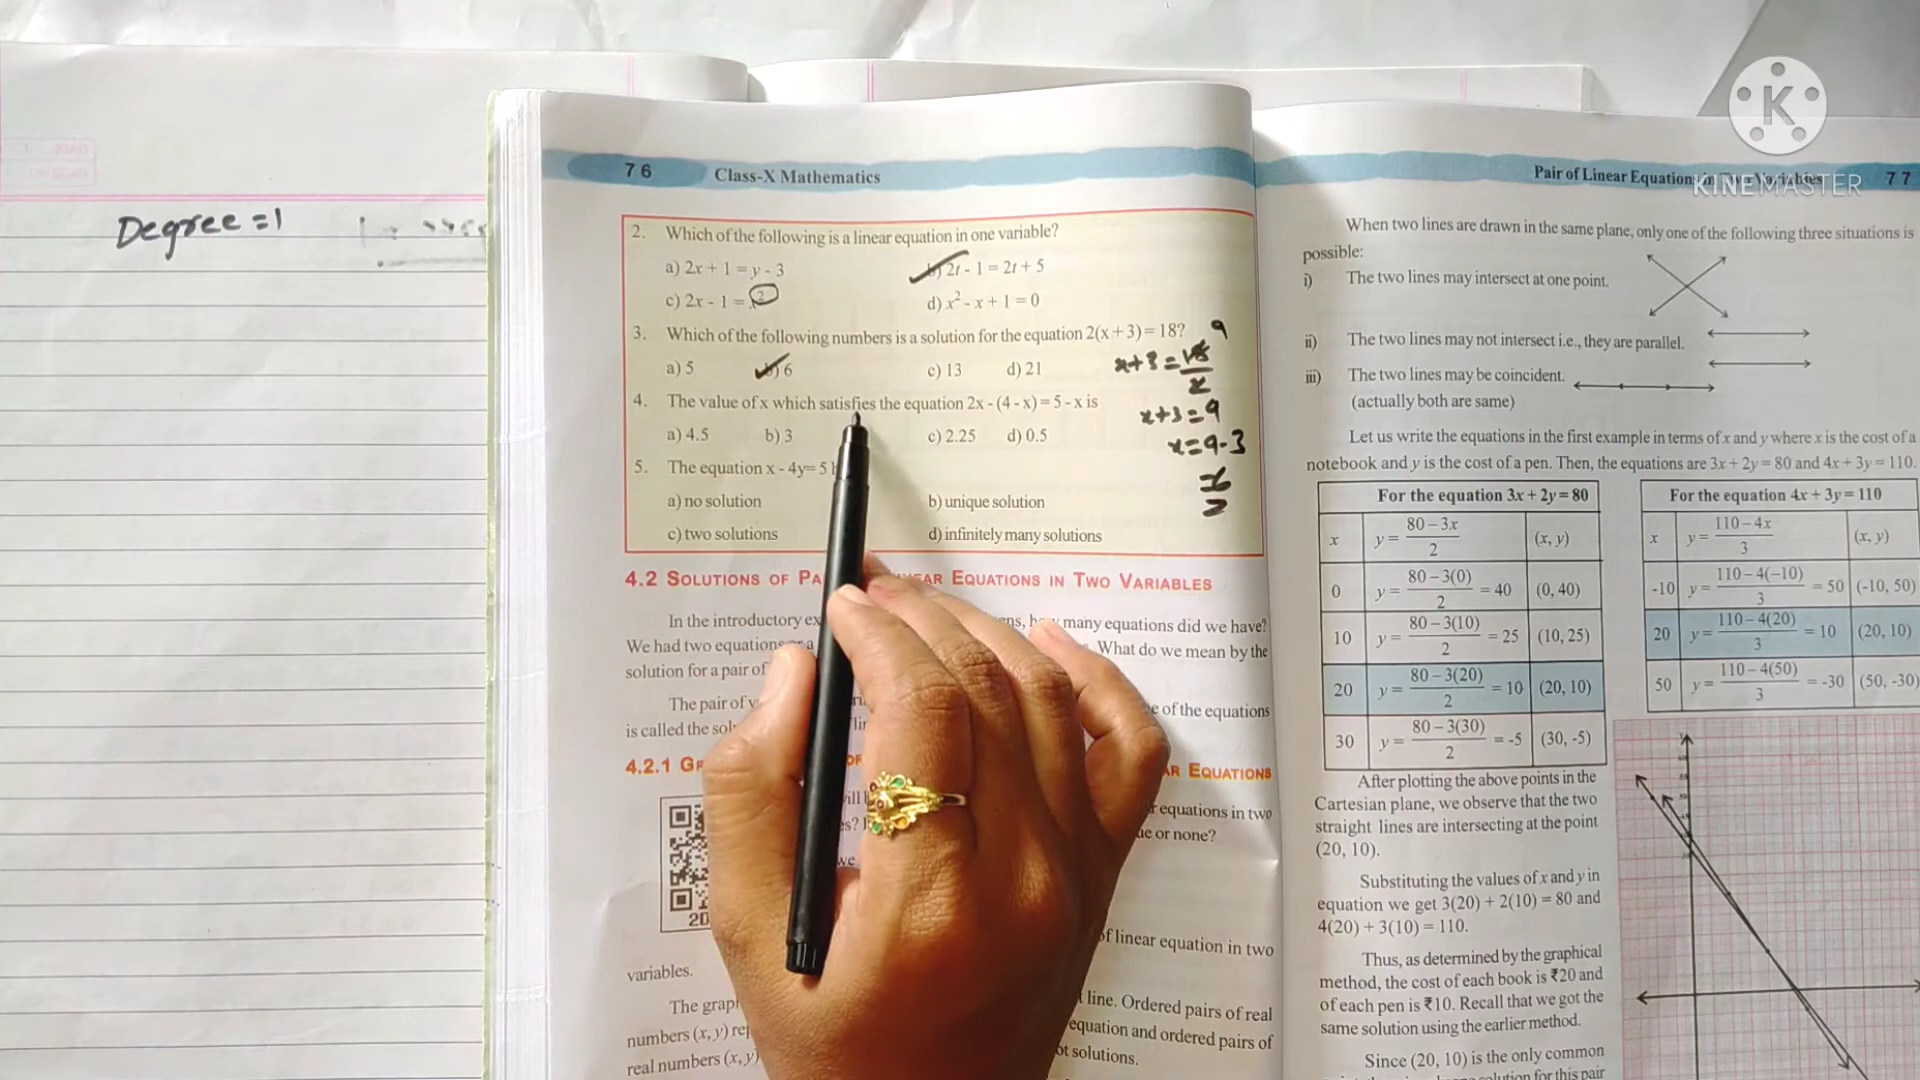 KINEMASTER
Degree = 1
76 Class-X Mathematics
2. Which of the following is a linear equation in one variable?
a) 2x + 1 = y - 3 b) 2t - 1 = 2t + 5
c) 2x - 1 = x² d) x² - x + 1 = 0
3. Which of the following numbers is a solution for the equation 2(x + 3) = 18?
a) 5 b) 6 c) 13 d) 21
4. The value of x which satisfies the equation 2x - (4 - x) = 5 - x is
a) 4.5 b) 3 c) 2.25 d) 0.5
5. The equation x - 4y = 5
a) no solution b) unique solution
c) two solutions d) infinitely many solutions
9
x+3 = 18
x+3 = 9
x = 9-3
4.2 SOLUTIONS OF EQUATIONS IN TWO VARIABLES
In the introductory many equations did we have?
We had two equations What do we mean by the
solution for a pair of
The pair of of the equations
is called the
4.2.1 EQUATIONS
equations in two
or none?
we
of linear equation in two
variables.
The line. Ordered pairs of real
numbers (x, y) equation and ordered pairs of
real numbers (x, y) solutions.
Pair of Linear Equations in Two Variables 77
When two lines are drawn in the same plane, only one of the following three situations is
possible:
i) The two lines may intersect at one point.
ii) The two lines may not intersect i.e., they are parallel.
iii) The two lines may be coincident.
(actually both are same)
Let us write the equations in the first example in terms of x and y where x is the cost of a
notebook and y is the cost of a pen. Then, the equations are 3x + 2y = 80 and 4x + 3y = 110.
For the equation 3x + 2y = 80
x y = (80 – 3x)/2 (x, y)
0 y = (80 – 3(0))/2 = 40 (0, 40)
10 y = (80 – 3(10))/2 = 25 (10, 25)
20 y = (80 – 3(20))/2 = 10 (20, 10)
30 y = (80 – 3(30))/2 = -5 (30, -5)
For the equation 4x + 3y = 110
x y = (110 – 4x)/3 (x, y)
-10 y = (110 – 4(–10))/3 = 50 (-10, 50)
20 y = (110 – 4(20))/3 = 10 (20, 10)
50 y = (110 – 4(50))/3 = -30 (50, -30)
After plotting the above points in the
Cartesian plane, we observe that the two
straight lines are intersecting at the point
(20, 10).
Substituting the values of x and y in
equation we get 3(20) + 2(10) = 80 and
4(20) + 3(10) = 110.
Thus, as determined by the graphical
method, the cost of each book is ₹20 and
of each pen is ₹10. Recall that we got the
same solution using the earlier method.
Since (20, 10) is the only common
solution for this pair